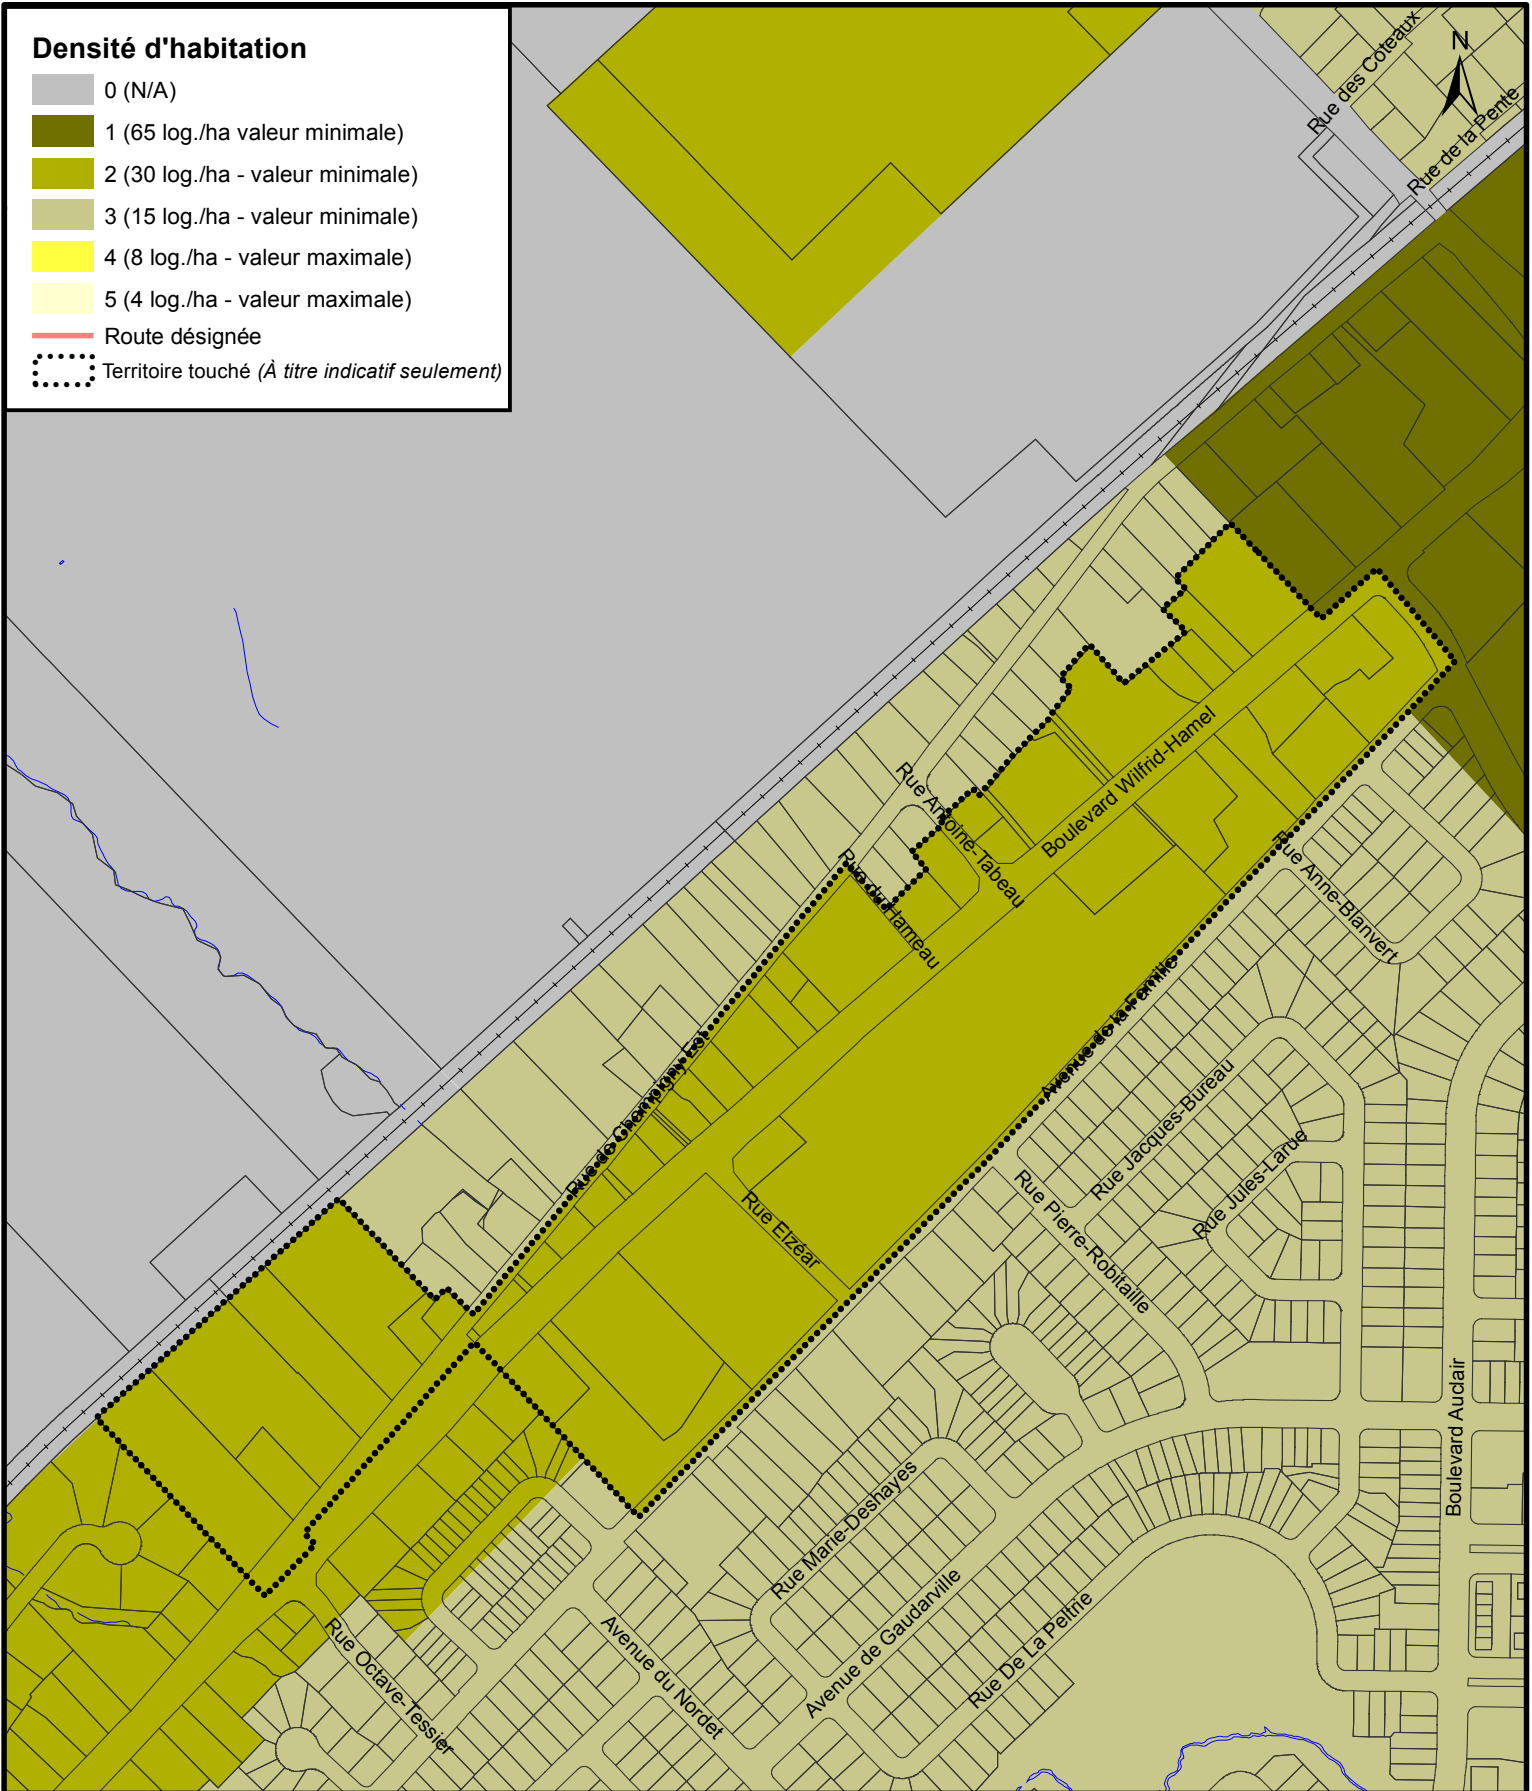 Densité d'habitation
0 (N/A)
1 (65 log./ha valeur minimale)
2 (30 log./ha - valeur minimale)
3 (15 log./ha - valeur minimale)
4 (8 log./ha - valeur maximale)
5 (4 log./ha - valeur maximale)
Route désignée
Territoire touché (À titre indicatif seulement)
N
Rue des Coteaux
Rue de la Pente
Boulevard Wilfrid-Hamel
Rue Antoine-Tabeau
Rue du Hameau
Rue Anne-Blanvert
Avenue de la Famille
Rue de Champigny Est
Rue Jacques-Bureau
Rue Jules-Larue
Rue Pierre-Robitaille
Rue Elzéar
Boulevard Auclair
Rue Marie-Deshayes
Avenue de Gaudarville
Rue De La Peltrie
Avenue du Nordet
Rue Octave-Tessier